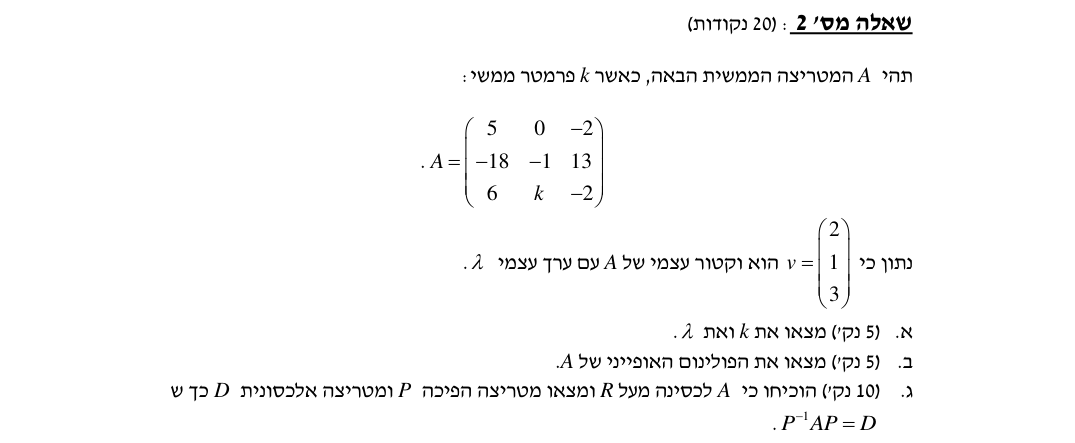 שאלה מס' 2 : (20 נקודות)
תהי A המטריצה הממשית הבאה, כאשר k פרמטר ממשי:
. A = ( 5 0 −2
−18 −1 13
6 k −2 )
נתון כי v = ( 2 1 3 ) הוא וקטור עצמי של A עם ערך עצמי λ .
א. (5 נק') מצאו את k ואת λ .
ב. (5 נק') מצאו את הפולינום האופייני של A.
ג. (10 נק') הוכיחו כי A לכסינה מעל R ומצאו מטריצה הפיכה P ומטריצה אלכסונית D כך ש
. P⁻¹AP = D